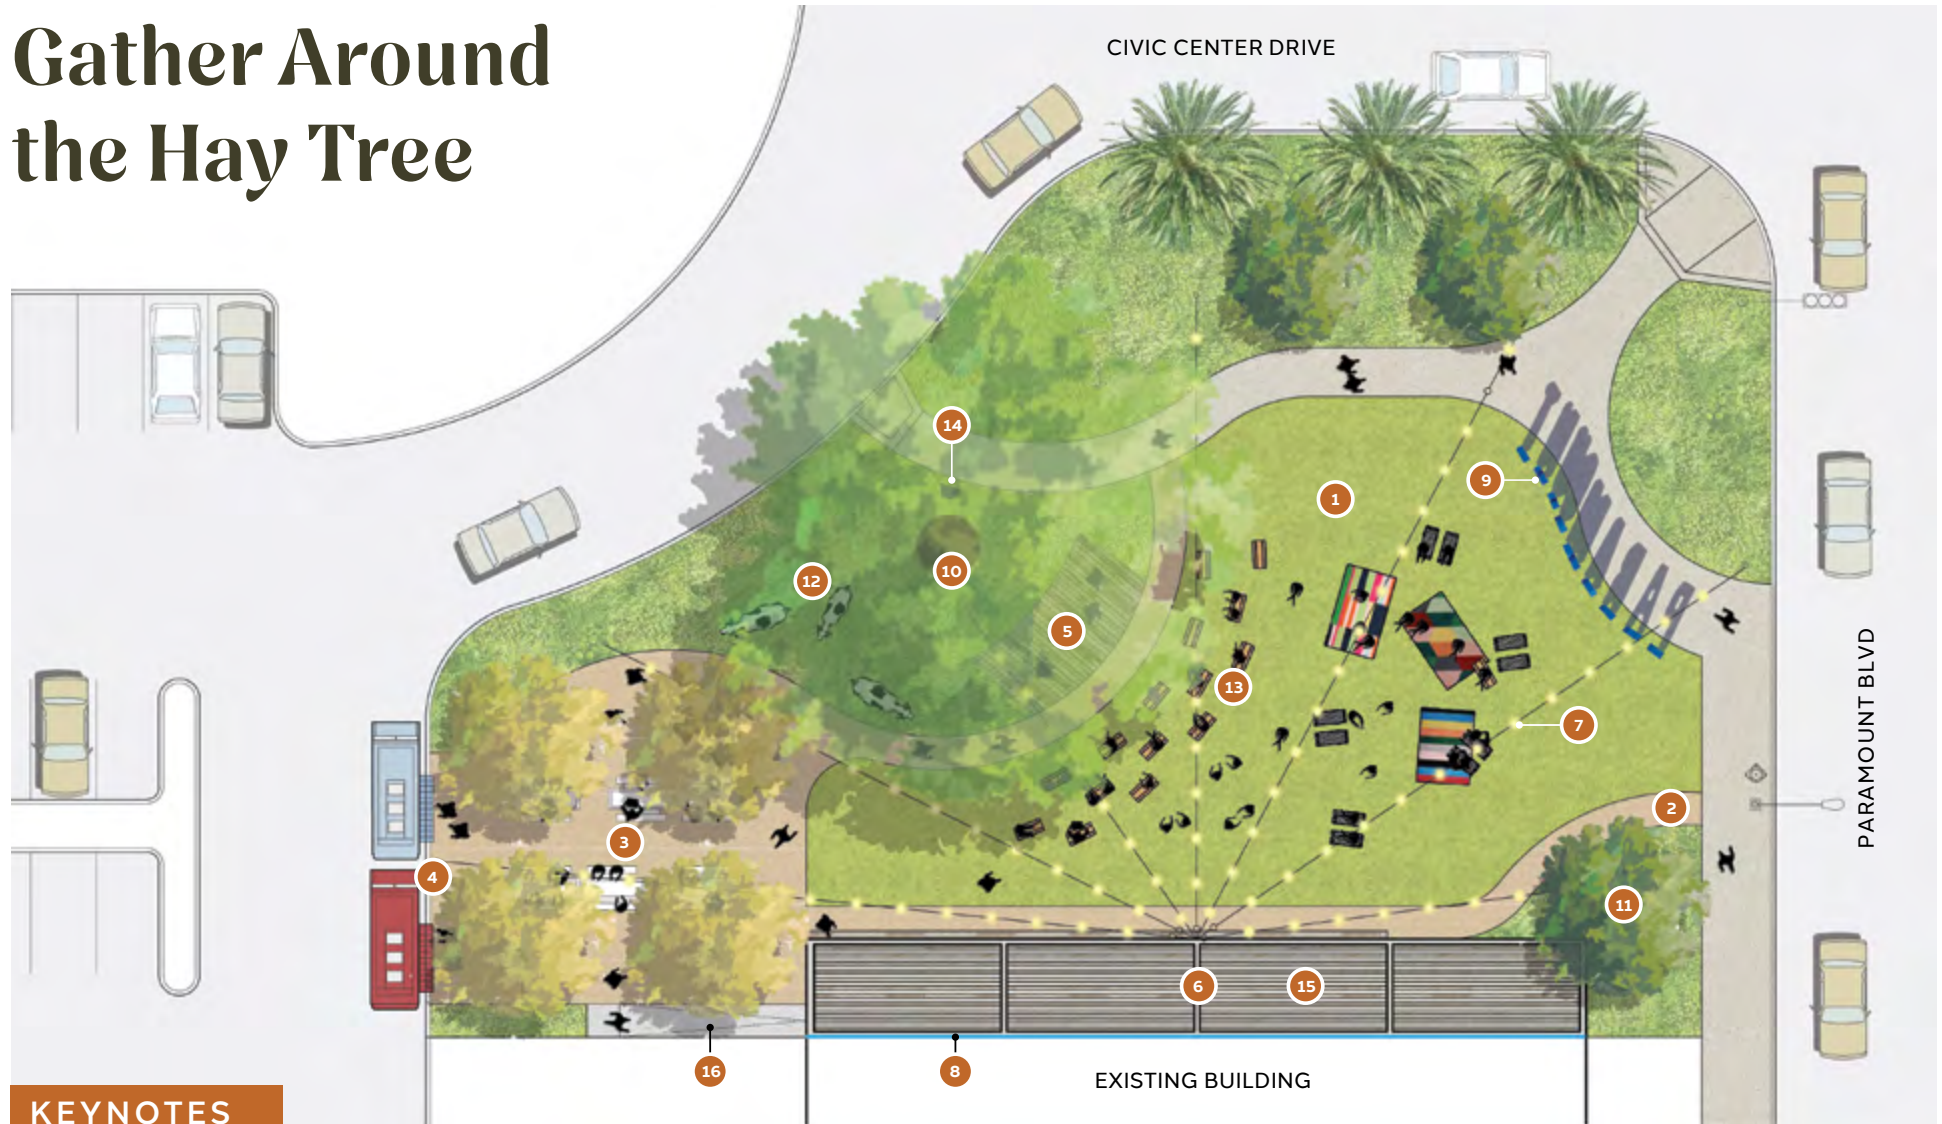 Gather Around
the Hay Tree
CIVIC CENTER DRIVE
14
1
9
12
10
5
13
7
2
3
4
11
6
15
16
8
PARAMOUNT BLVD
PARAMOUNT
EXISTING BUILDING
KEYNOTES